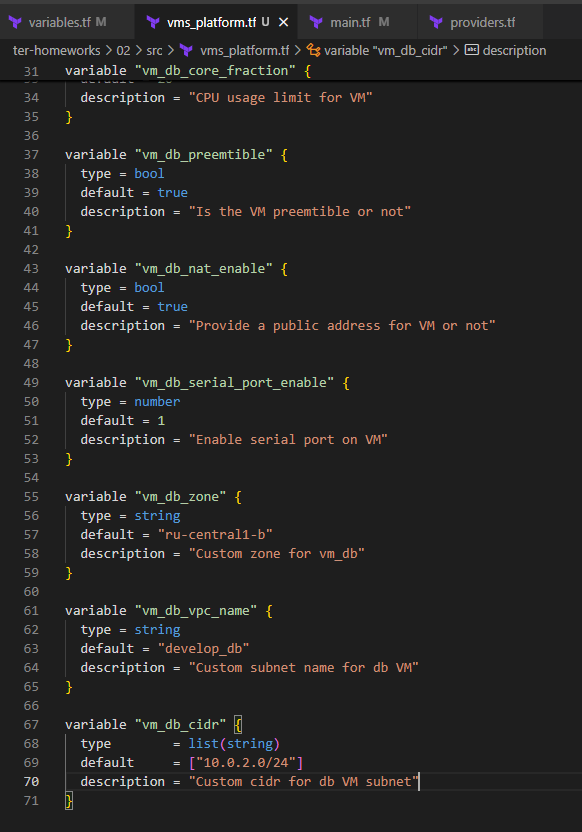 variables.tf M
vms_platform.tf U
main.tf M
providers.tf
ter-homeworks > 02 > src > vms_platform.tf > variable "vm_db_cidr" > abc description
31 variable "vm_db_core_fraction" {
34   description = "CPU usage limit for VM"
35 }
36
37 variable "vm_db_preemtible" {
38   type = bool
39   default = true
40   description = "Is the VM preemtible or not"
41 }
42
43 variable "vm_db_nat_enable" {
44   type = bool
45   default = true
46   description = "Provide a public address for VM or not"
47 }
48
49 variable "vm_db_serial_port_enable" {
50   type = number
51   default = 1
52   description = "Enable serial port on VM"
53 }
54
55 variable "vm_db_zone" {
56   type = string
57   default = "ru-central1-b"
58   description = "Custom zone for vm_db"
59 }
60
61 variable "vm_db_vpc_name" {
62   type = string
63   default = "develop_db"
64   description = "Custom subnet name for db VM"
65 }
66
67 variable "vm_db_cidr" {
68   type        = list(string)
69   default     = ["10.0.2.0/24"]
70   description = "Custom cidr for db VM subnet"
71 }